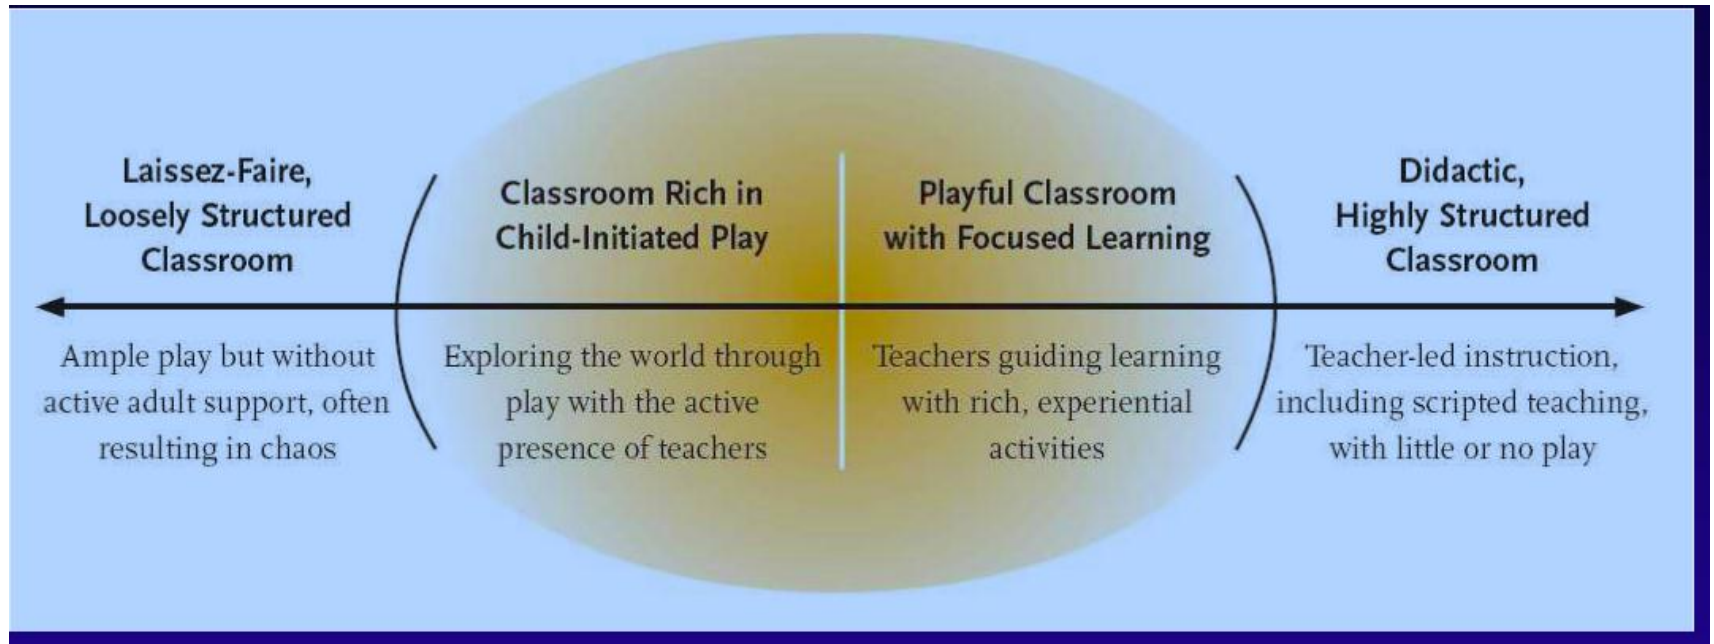 Laissez-Faire,
Loosely Structured
Classroom
Ample play but without
active adult support, often
resulting in chaos
Classroom Rich in
Child-Initiated Play
Exploring the world through
play with the active
presence of teachers
Playful Classroom
with Focused Learning
Teachers guiding learning
with rich, experiential
activities
Didactic,
Highly Structured
Classroom
Teacher-led instruction,
including scripted teaching,
with little or no play